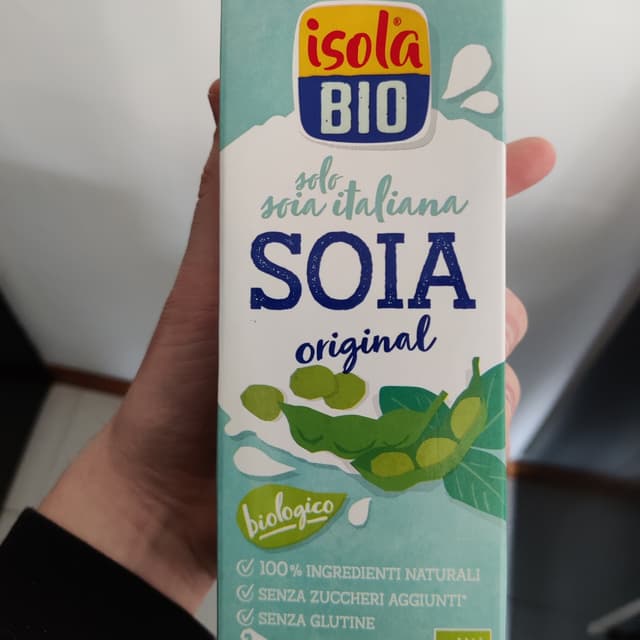 isola®
BIO
solo
soia italiana
SOIA
original
biologico
100% INGREDIENTI NATURALI
SENZA ZUCCHERI AGGIUNTI*
SENZA GLUTINE